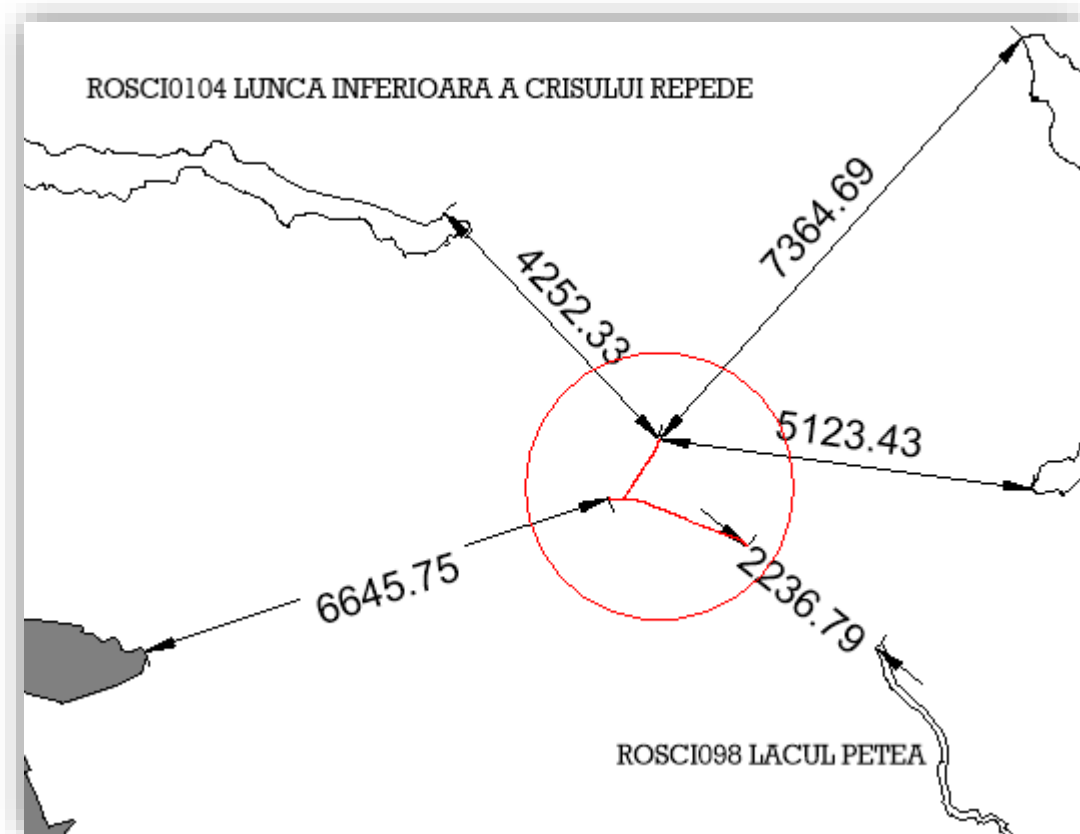 ROSCI0104 LUNCA INFERIOARA A CRISULUI REPEDE
7364.69
4252.33
5123.43
6645.75
2236.79
ROSCI098 LACUL PETEA